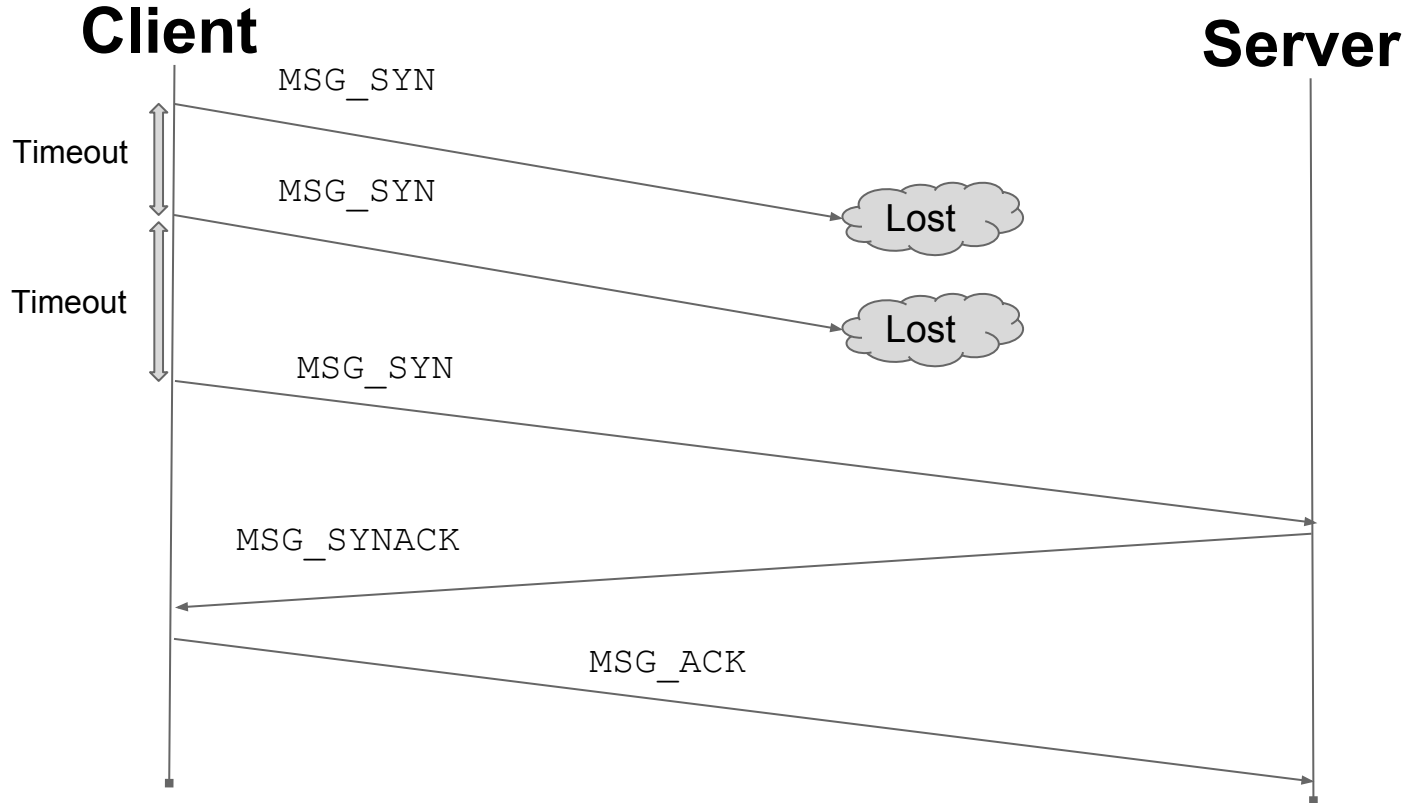 Client
Server
MSG_SYN
Timeout
MSG_SYN
Lost
Timeout
Lost
MSG_SYN
MSG_SYNACK
MSG_ACK